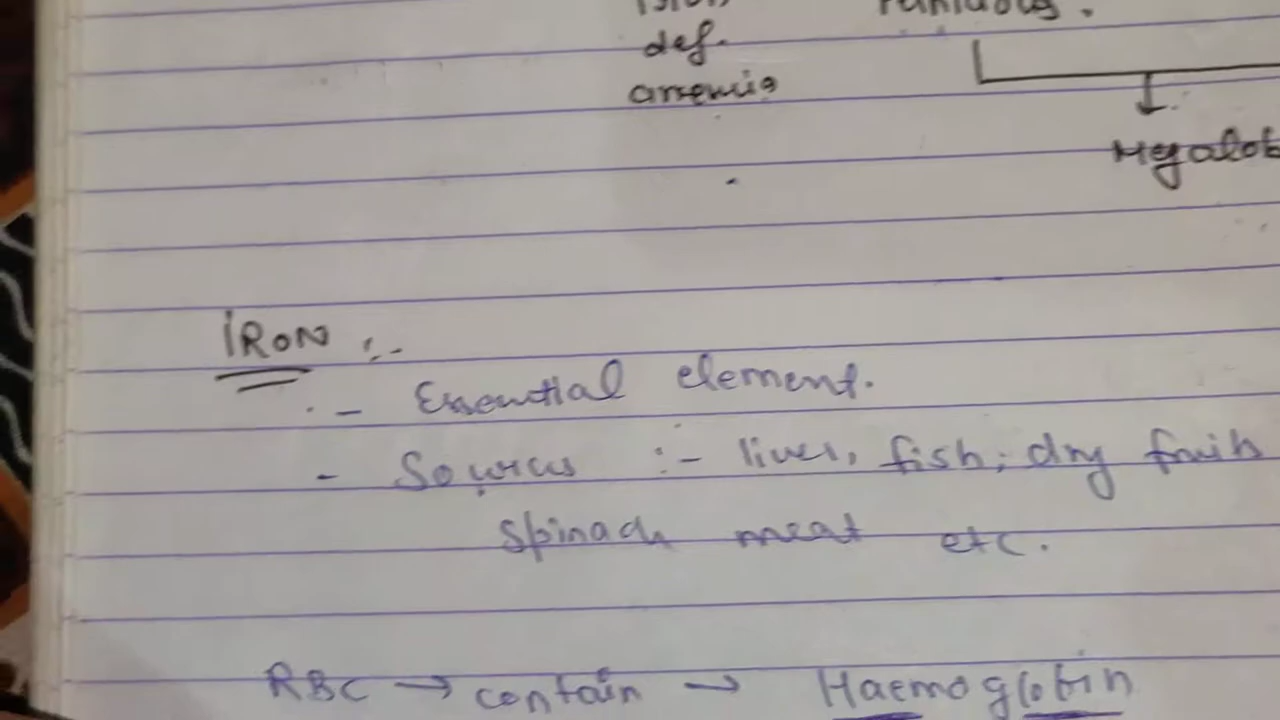 def.
anemia
Megalob
IRON :-
- Essential element.
- Sources :- liver, fish, dry fruits
spinach meat etc.
RBC → contain → Haemoglobin